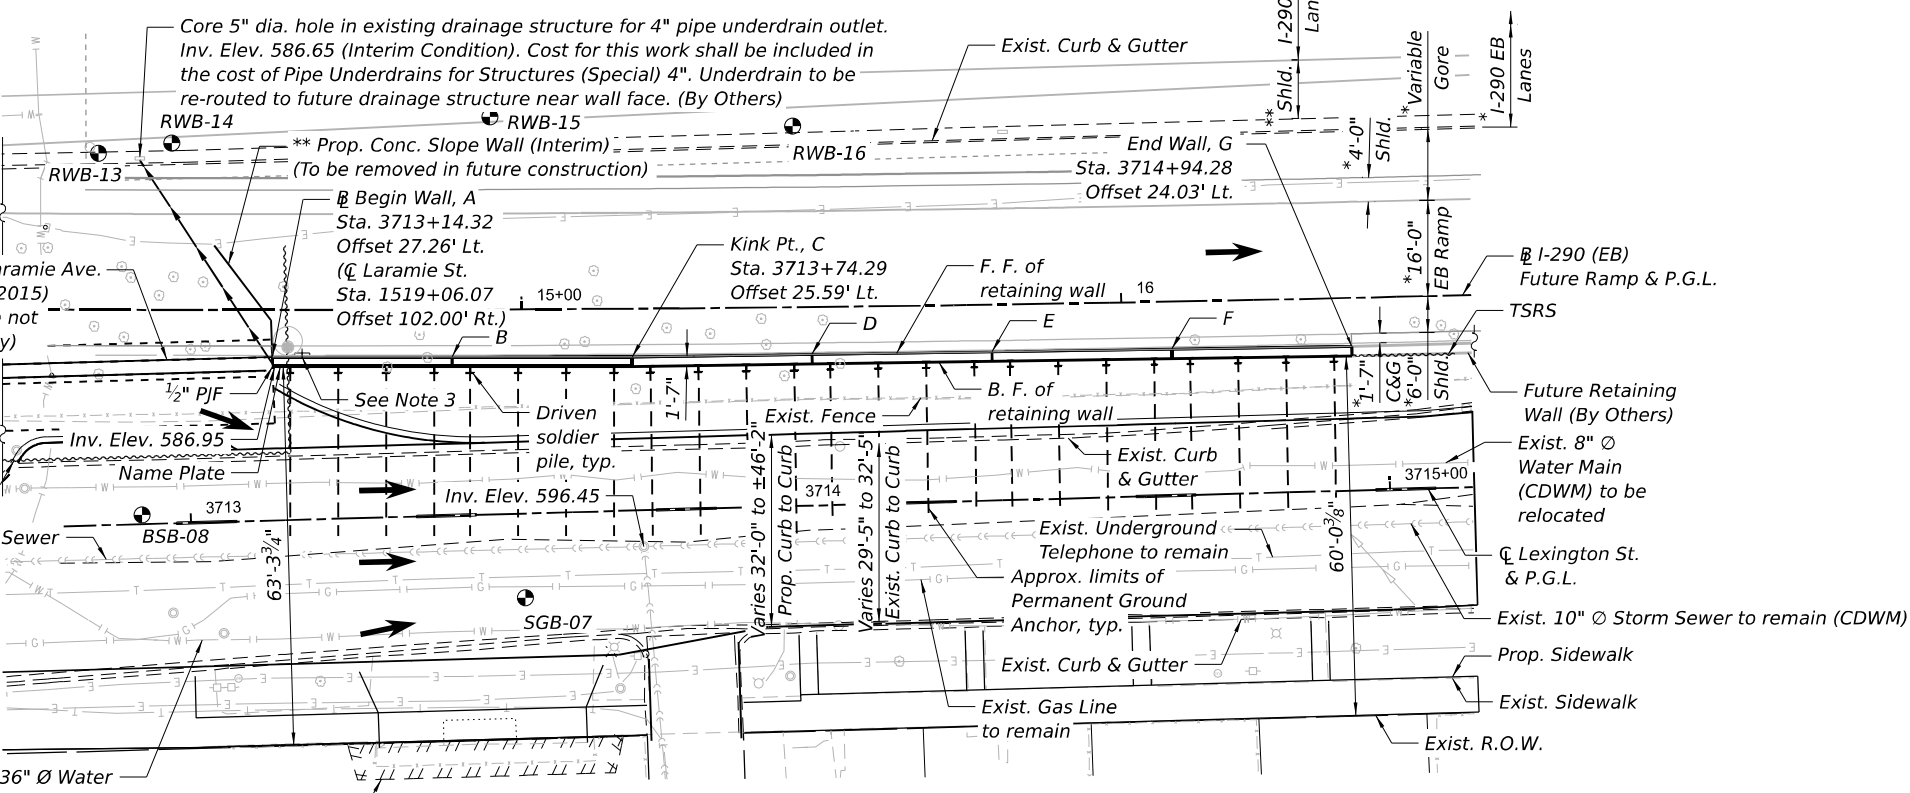 Core 5" dia. hole in existing drainage structure for 4" pipe underdrain outlet.
Inv. Elev. 586.65 (Interim Condition). Cost for this work shall be included in
the cost of Pipe Underdrains for Structures (Special) 4". Underdrain to be
re-routed to future drainage structure near wall face. (By Others)
RWB-14
RWB-15
RWB-16
RWB-13
** Prop. Conc. Slope Wall (Interim)
(To be removed in future construction)
Exist. Curb & Gutter
I-290
Lan
** Shld.
*Variable
Gore
* I-290 EB
Lanes
*4'-0"
Shld.
*16'-0"
EB Ramp
End Wall, G
Sta. 3714+94.28
Offset 24.03' Lt.
℄ Begin Wall, A
Sta. 3713+14.32
Offset 27.26' Lt.
(℄ Laramie St.
Sta. 1519+06.07
Offset 102.00' Rt.)
aramie Ave.
2015)
not
y)
Kink Pt., C
Sta. 3713+74.29
Offset 25.59' Lt.
F. F. of
retaining wall
15+00
16
I-290 (EB)
Future Ramp & P.G.L.
TSRS
B
D
E
F
½" PJF
See Note 3
1'-7"
Driven
soldier
pile, typ.
Exist. Fence
B. F. of
retaining wall
*1'-7"
C&G
*6'-0"
Shld.
Future Retaining
Wall (By Others)
Inv. Elev. 586.95
Name Plate
Inv. Elev. 596.45
Exist. Curb
& Gutter
Exist. 8" ∅
Water Main
(CDWM) to be
relocated
3713
3714
3715+00
BSB-08
Sewer
63'-3¾"
Varies 32'-0" to ±46'-2"
Prop. Curb to Curb
Varies 29'-5" to 32'-5"
Exist. Curb to Curb
Exist. Underground
Telephone to remain
Approx. limits of
Permanent Ground
Anchor, typ.
60'-0⅜"
℄ Lexington St.
& P.G.L.
SGB-07
Exist. 10" ∅ Storm Sewer to remain (CDWM)
Exist. Curb & Gutter
Prop. Sidewalk
Exist. Sidewalk
Exist. Gas Line
to remain
Exist. R.O.W.
36" Ø Water